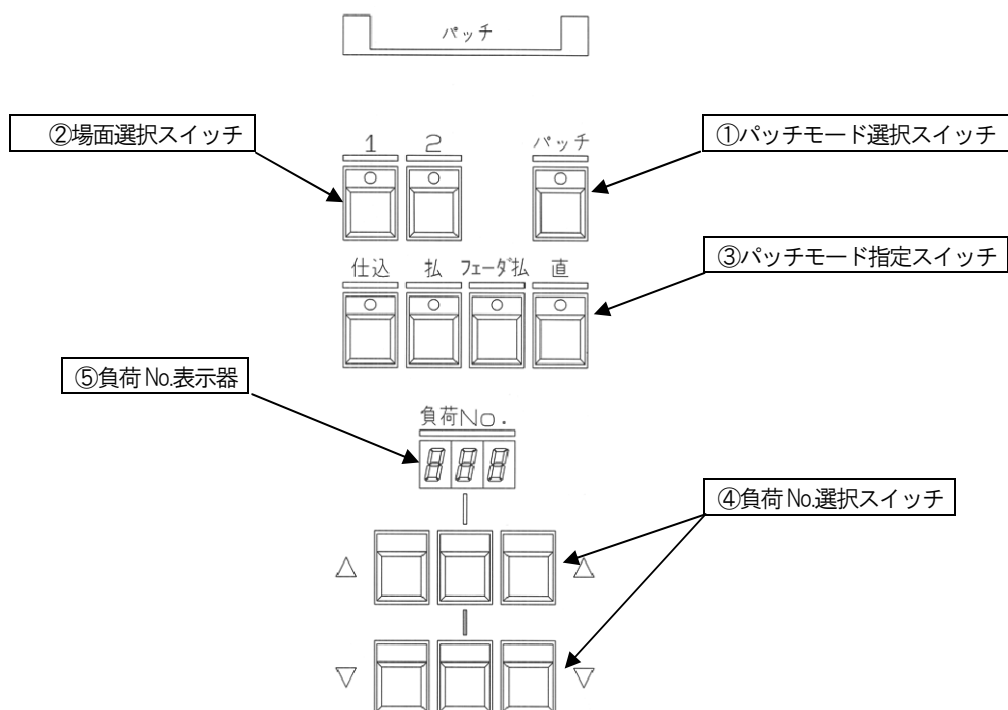 パッチ
②場面選択スイッチ
1 2 パッチ
①パッチモード選択スイッチ
仕込 払 フェーダ払 直
③パッチモード指定スイッチ
⑤負荷No.表示器
負荷No.
888
④負荷No.選択スイッチ
△ △
▽ ▽